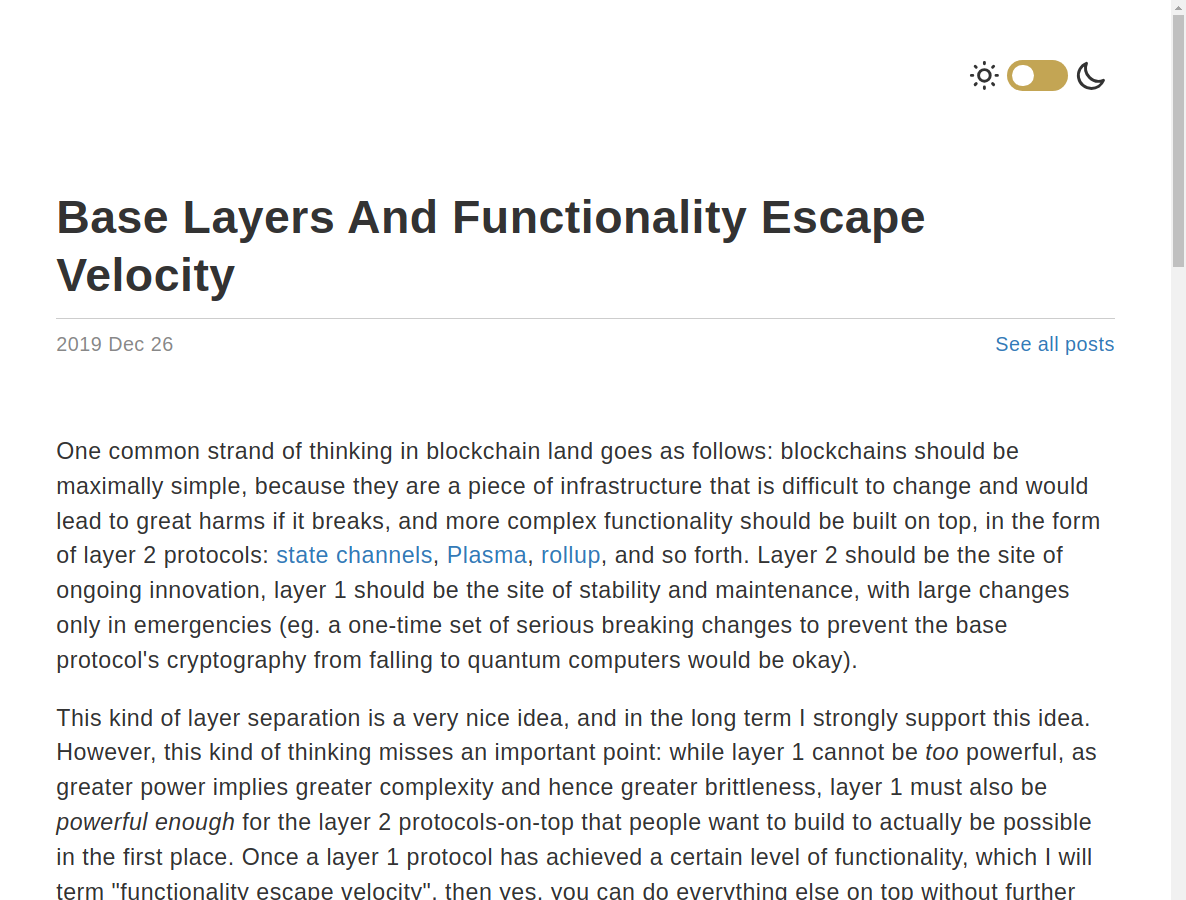 Base Layers And Functionality Escape
Velocity
2019 Dec 26
See all posts
One common strand of thinking in blockchain land goes as follows: blockchains should be
maximally simple, because they are a piece of infrastructure that is difficult to change and would
lead to great harms if it breaks, and more complex functionality should be built on top, in the form
of layer 2 protocols: state channels, Plasma, rollup, and so forth. Layer 2 should be the site of
ongoing innovation, layer 1 should be the site of stability and maintenance, with large changes
only in emergencies (eg. a one-time set of serious breaking changes to prevent the base
protocol's cryptography from falling to quantum computers would be okay).
This kind of layer separation is a very nice idea, and in the long term I strongly support this idea.
However, this kind of thinking misses an important point: while layer 1 cannot be too powerful, as
greater power implies greater complexity and hence greater brittleness, layer 1 must also be
powerful enough for the layer 2 protocols-on-top that people want to build to actually be possible
in the first place. Once a layer 1 protocol has achieved a certain level of functionality, which I will
term "functionality escape velocity", then yes, you can do everything else on top without further